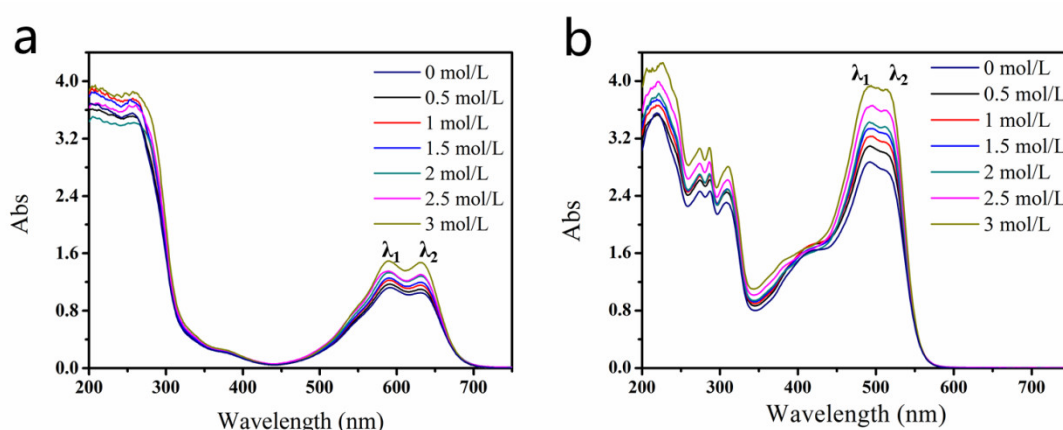 a
Abs
4.0
3.2
2.4
1.6
0.8
0.0
200
300
400
500
600
700
Wavelength (nm)
λ1 λ2
0 mol/L
0.5 mol/L
1 mol/L
1.5 mol/L
2 mol/L
2.5 mol/L
3 mol/L
b
Abs
4.0
3.2
2.4
1.6
0.8
0.0
200
300
400
500
600
700
Wavelength (nm)
λ1 λ2
0 mol/L
0.5 mol/L
1 mol/L
1.5 mol/L
2 mol/L
2.5 mol/L
3 mol/L